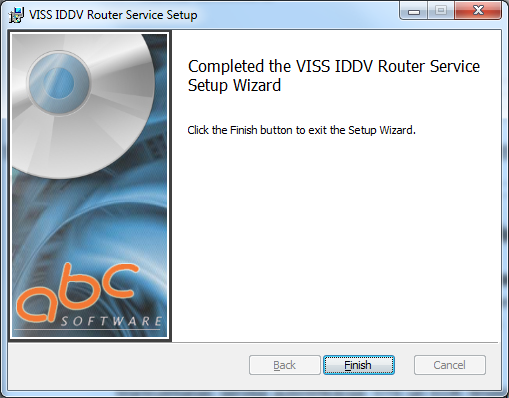 VISS IDDV Router Service Setup
Completed the VISS IDDV Router Service
Setup Wizard
Click the Finish button to exit the Setup Wizard.
abc
SOFTWARE
Back
Finish
Cancel